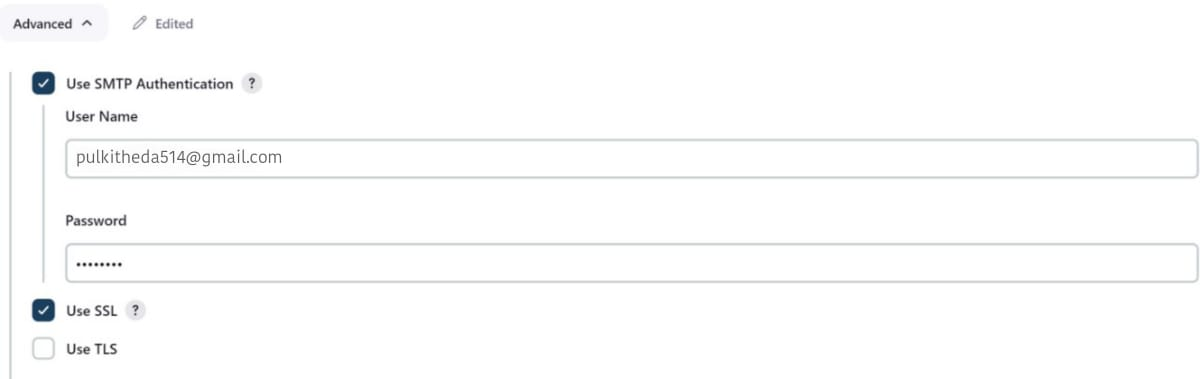 Advanced
Edited
Use SMTP Authentication ?
User Name
pulkitheda514@gmail.com
Password
••••••••
Use SSL ?
Use TLS